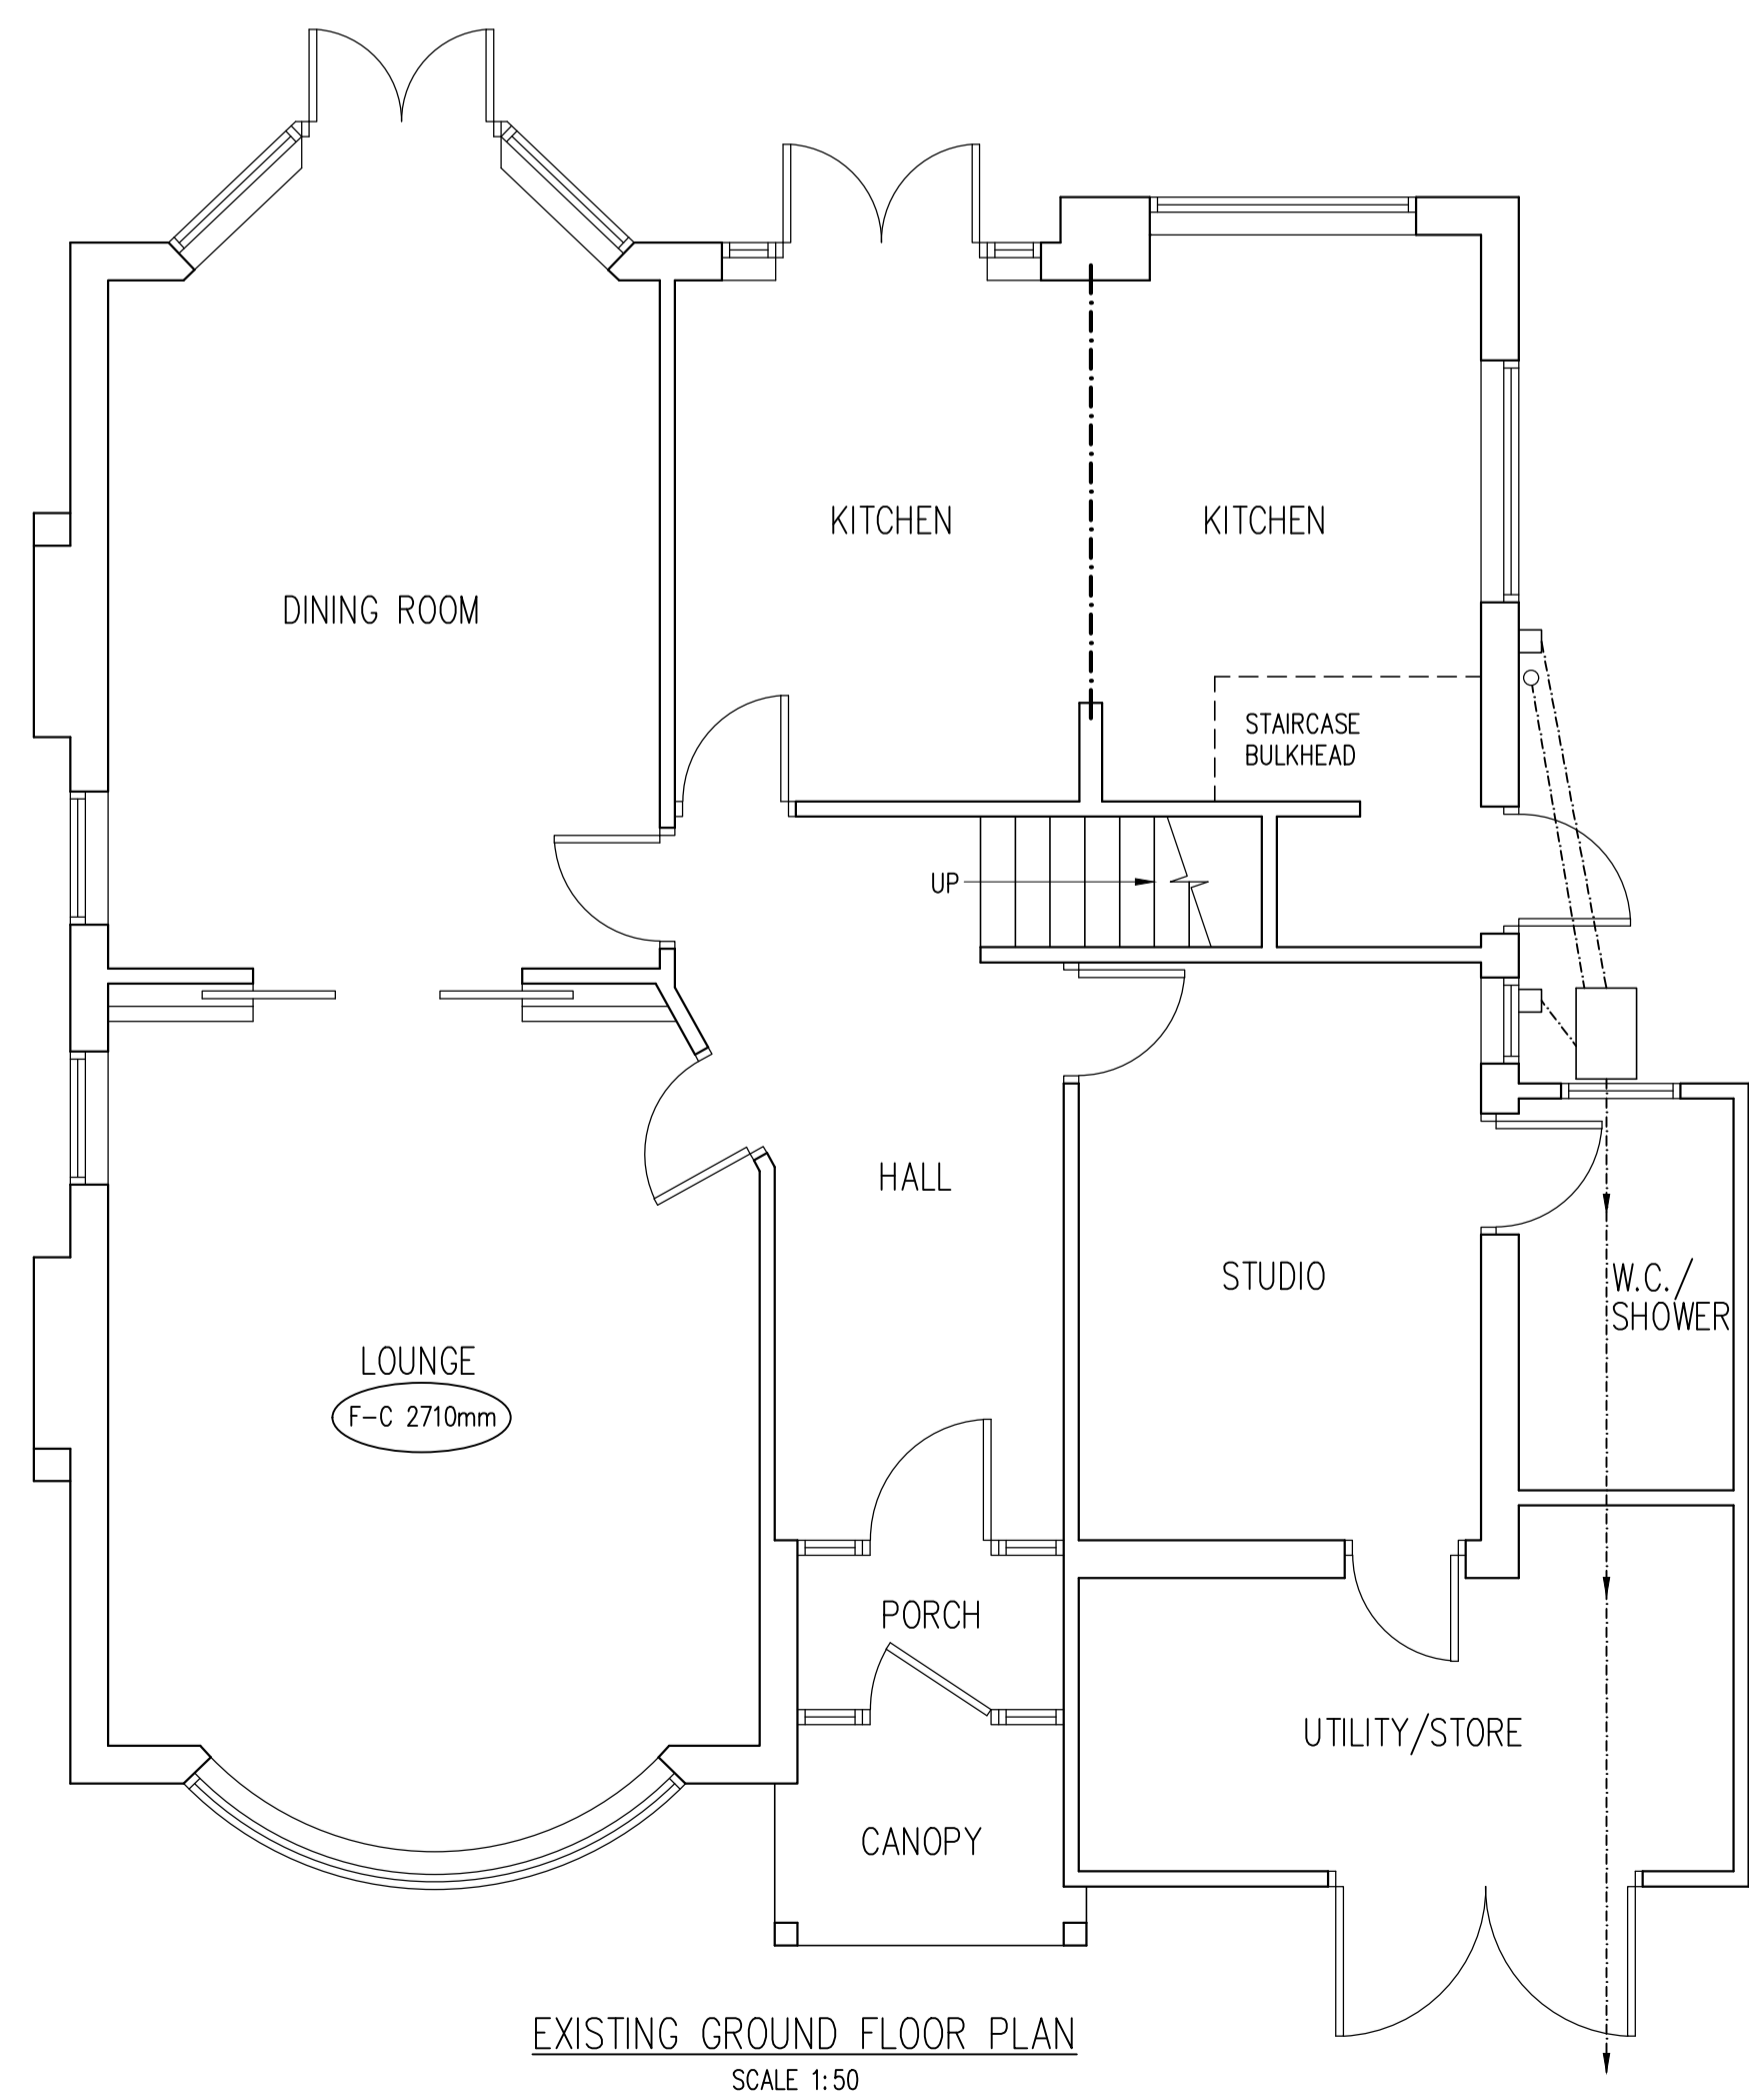 KITCHEN
KITCHEN
DINING ROOM
STAIRCASE
BULKHEAD
UP
HALL
STUDIO
W.C./
SHOWER
LOUNGE
F-C 2710mm
PORCH
UTILITY/STORE
CANOPY
EXISTING GROUND FLOOR PLAN
SCALE 1:50